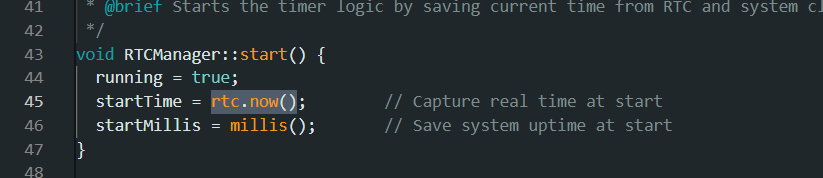 41 * @brief Starts the timer logic by saving current time from RTC and system cl
42 */
43 void RTCManager::start() {
44 running = true;
45 startTime = rtc.now(); // Capture real time at start
46 startMillis = millis(); // Save system uptime at start
47 }
48